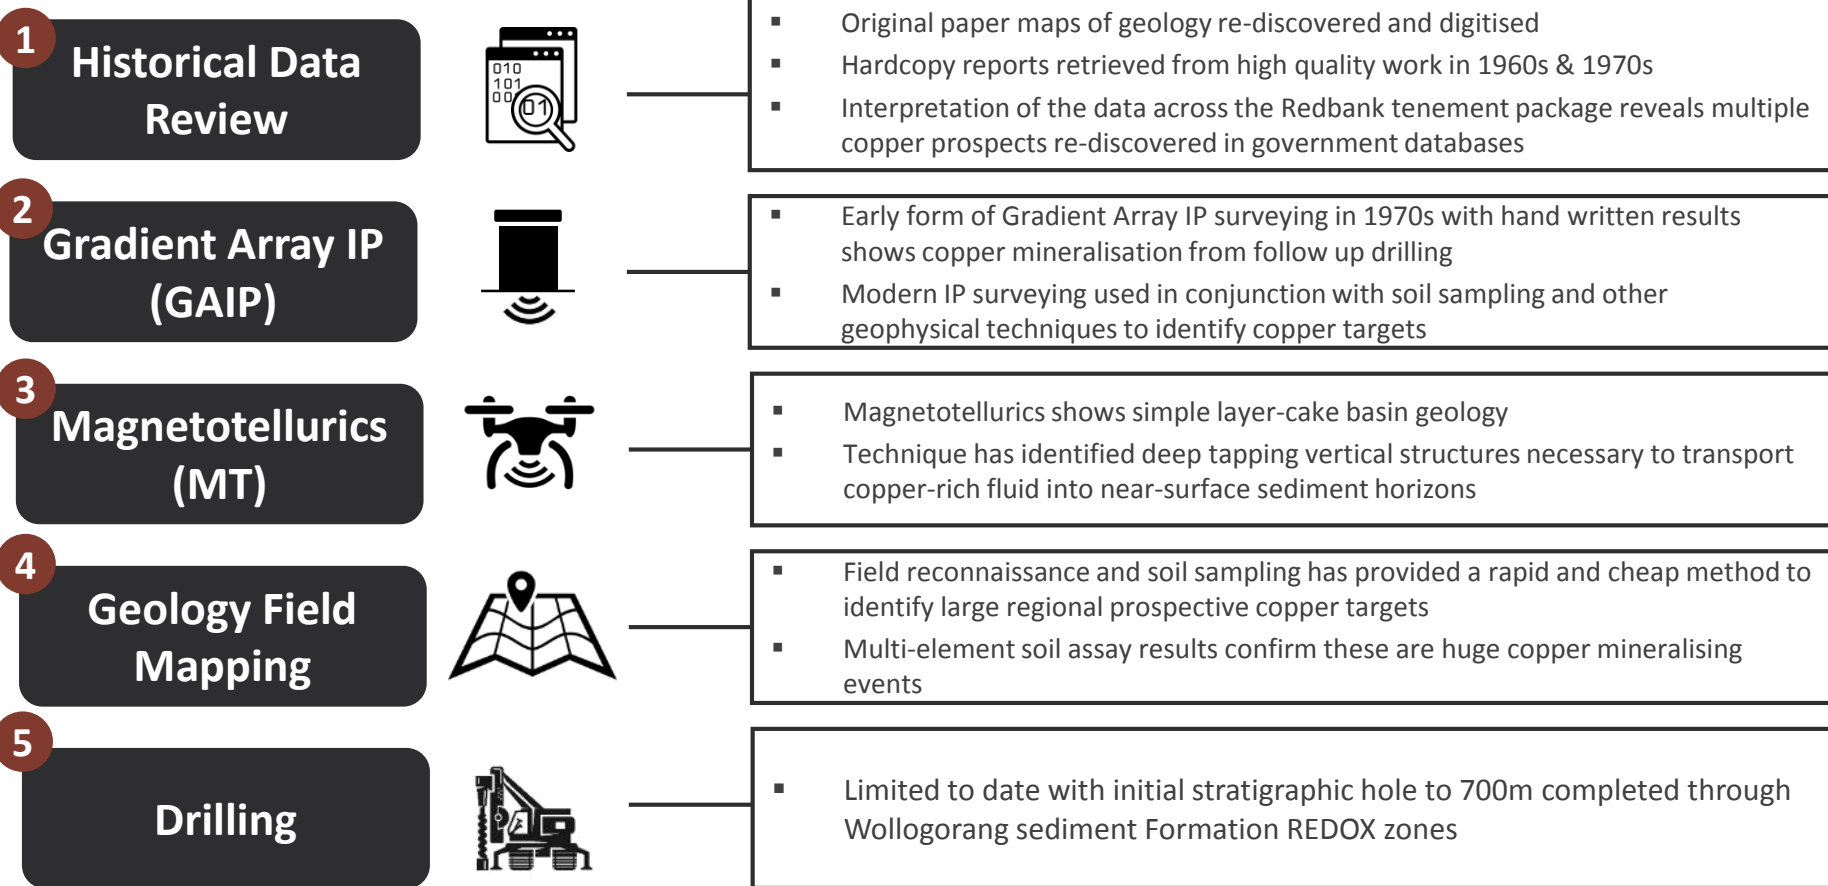 1
Historical Data
Review
010
101
00
01
▪ Original paper maps of geology re-discovered and digitised
▪ Hardcopy reports retrieved from high quality work in 1960s & 1970s
▪ Interpretation of the data across the Redbank tenement package reveals multiple
copper prospects re-discovered in government databases
2
Gradient Array IP
(GAIP)
▪ Early form of Gradient Array IP surveying in 1970s with hand written results
shows copper mineralisation from follow up drilling
▪ Modern IP surveying used in conjunction with soil sampling and other
geophysical techniques to identify copper targets
3
Magnetotellurics
(MT)
▪ Magnetotellurics shows simple layer-cake basin geology
▪ Technique has identified deep tapping vertical structures necessary to transport
copper-rich fluid into near-surface sediment horizons
4
Geology Field
Mapping
▪ Field reconnaissance and soil sampling has provided a rapid and cheap method to
identify large regional prospective copper targets
▪ Multi-element soil assay results confirm these are huge copper mineralising
events
5
Drilling
▪ Limited to date with initial stratigraphic hole to 700m completed through
Wollogorang sediment Formation REDOX zones